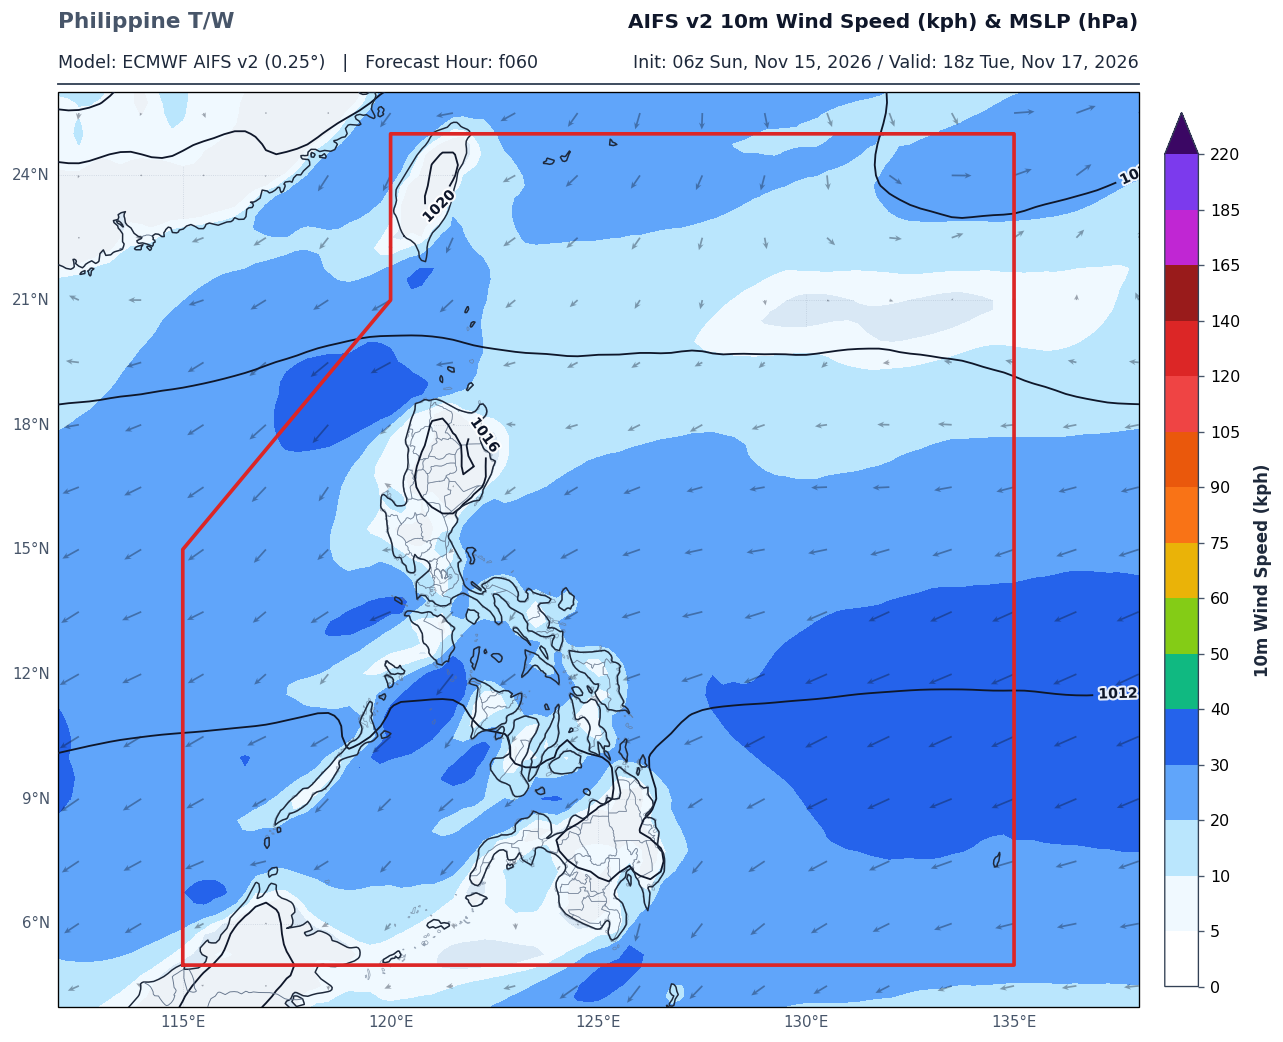 Philippine T/W
AIFS v2 10m Wind Speed (kph) & MSLP (hPa)
Model: ECMWF AIFS v2 (0.25°) | Forecast Hour: f060
Init: 06z Sun, Nov 15, 2026 / Valid: 18z Tue, Nov 17, 2026
24°N
21°N
18°N
15°N
12°N
9°N
6°N
115°E
120°E
125°E
130°E
135°E
1020
1016
1012
220
185
165
140
120
105
90
75
60
50
40
30
20
10
5
0
10m Wind Speed (kph)